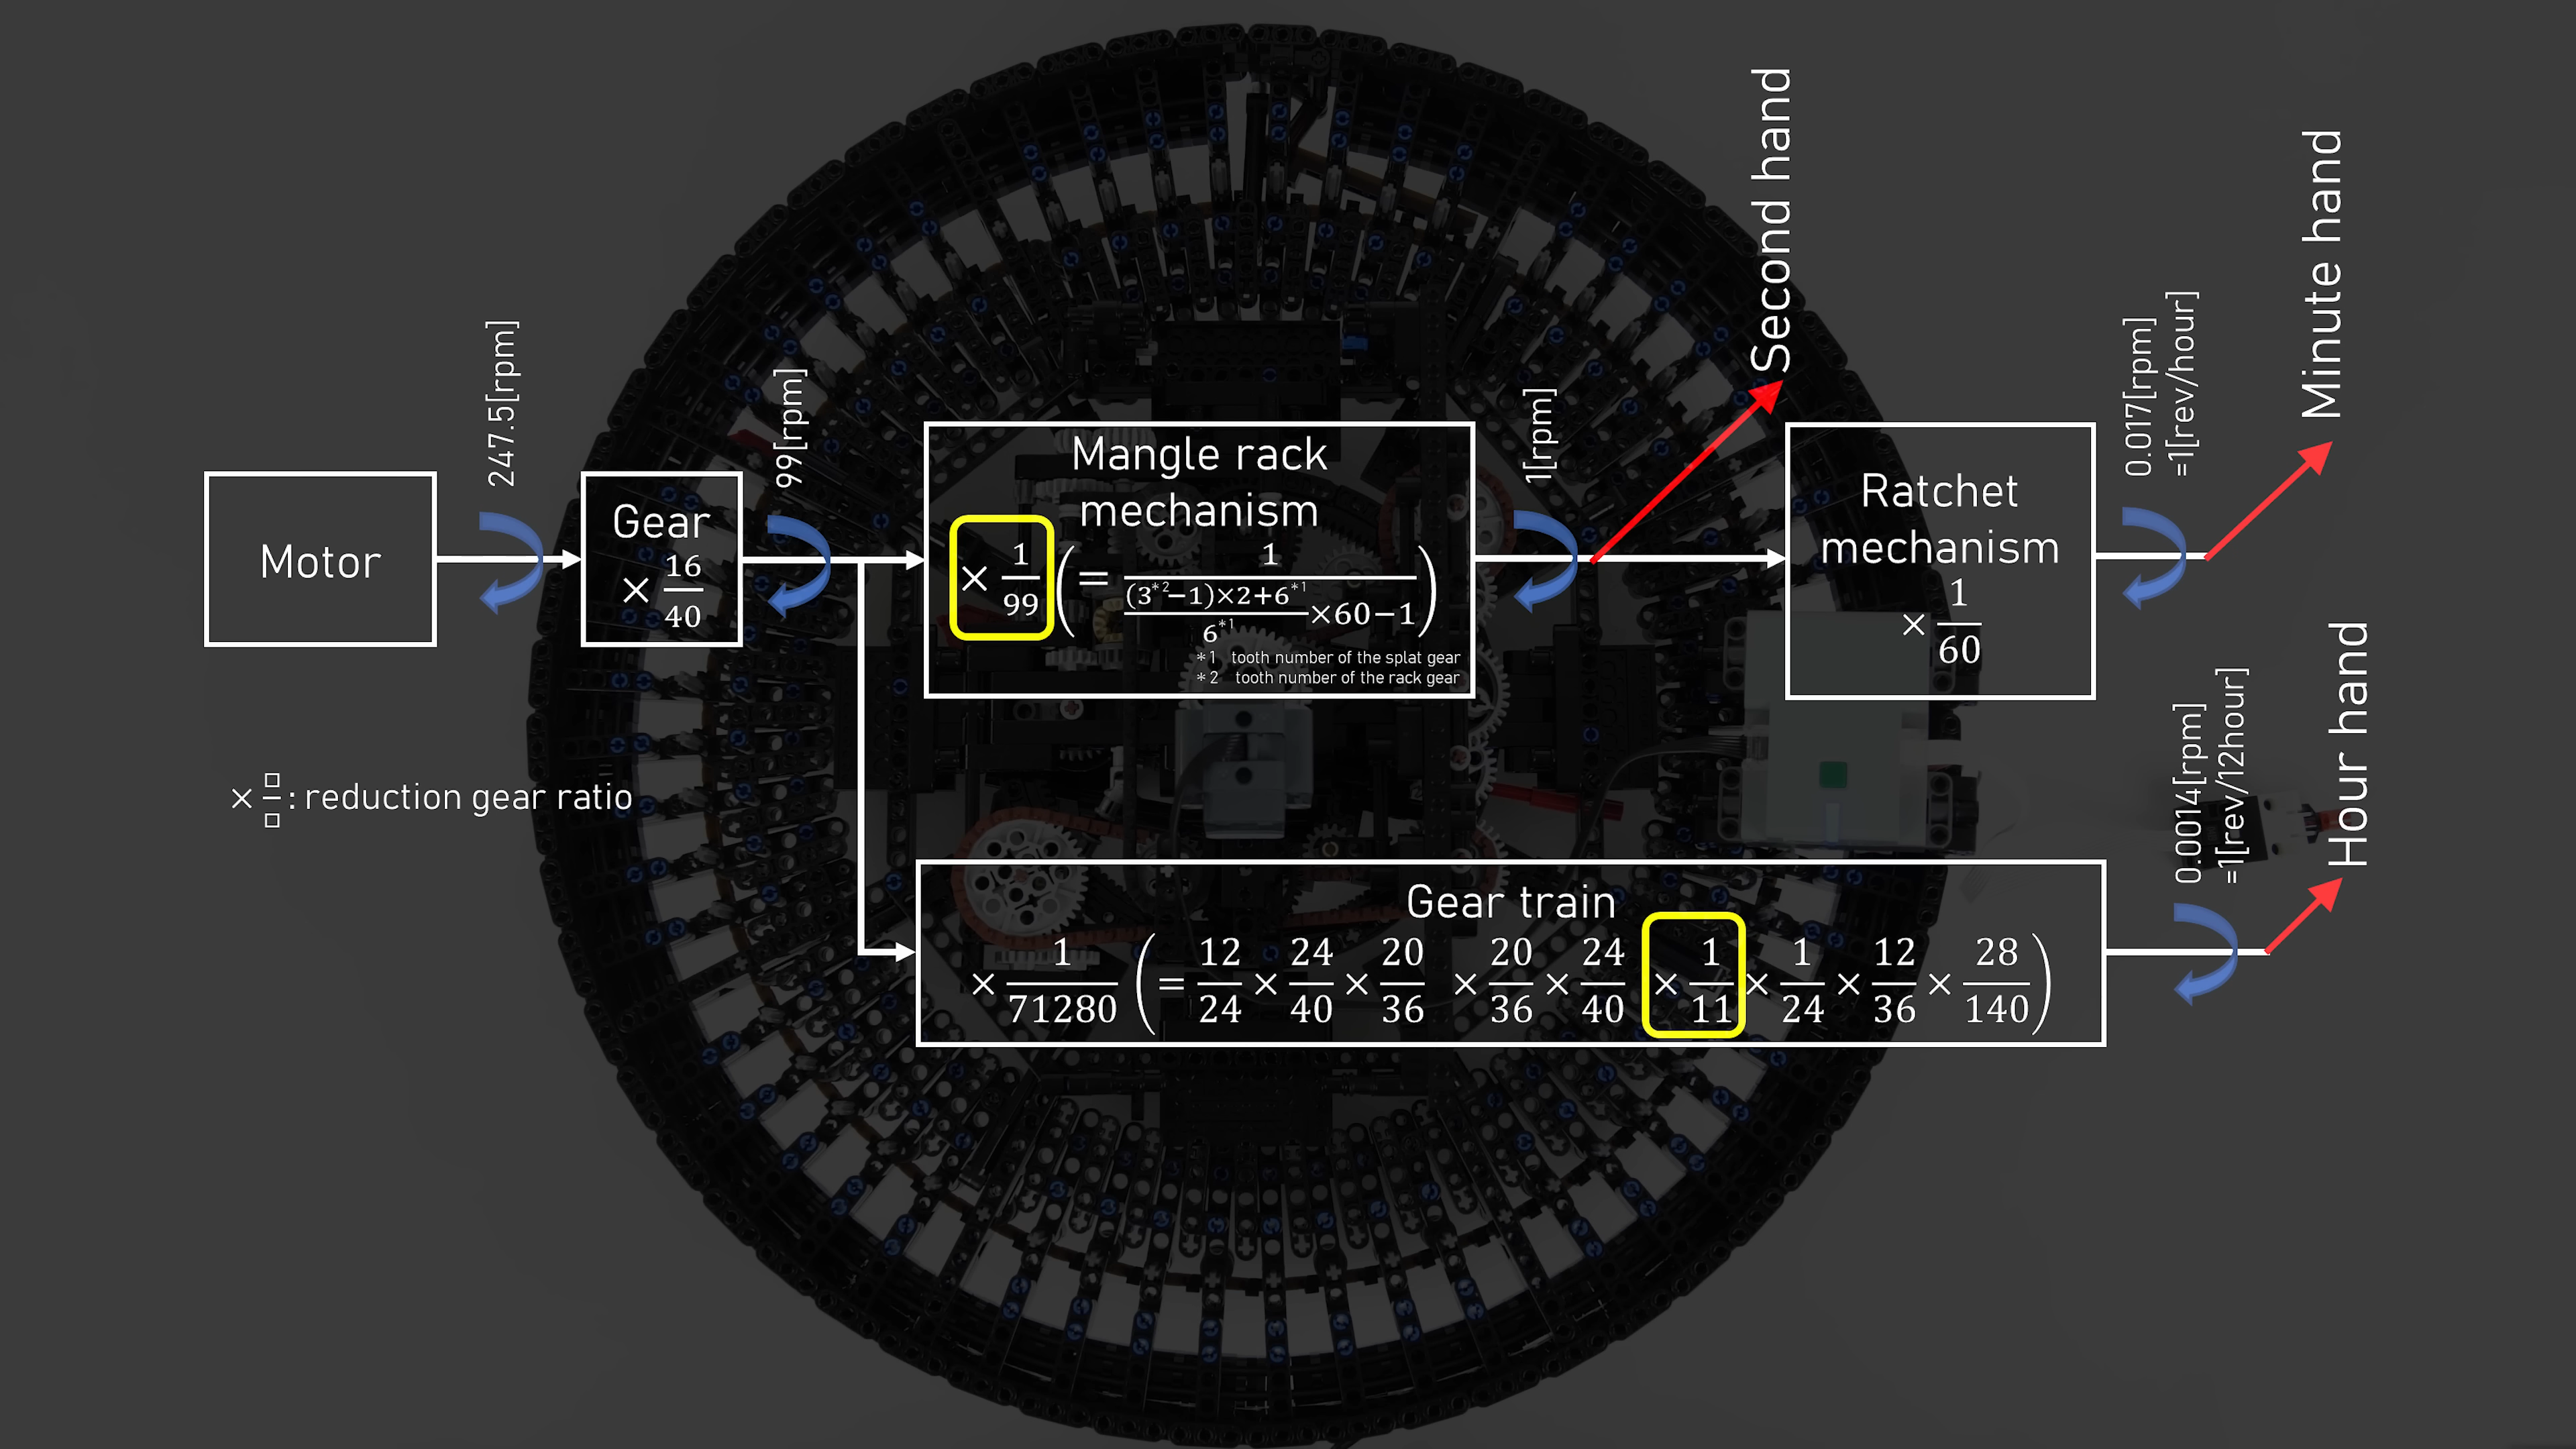 Second hand
Minute hand
247.5[rpm]
99[rpm]
1[rpm]
0.017[rpm]
=1[rev/hour]
Motor
Gear
× 16/40
Mangle rack
mechanism
× 1/99 (= 1/(((3*²−1)×2+6*¹)/6*¹ ×60−1))
*1 tooth number of the splat gear
*2 tooth number of the rack gear
Ratchet
mechanism
× 1/60
× □/□ : reduction gear ratio
0.0014[rpm]
=1[rev/12hour]
Hour hand
Gear train
× 1/71280 (= 12/24 × 24/40 × 20/36 × 20/36 × 24/40 × 1/11 × 1/24 × 12/36 × 28/140)